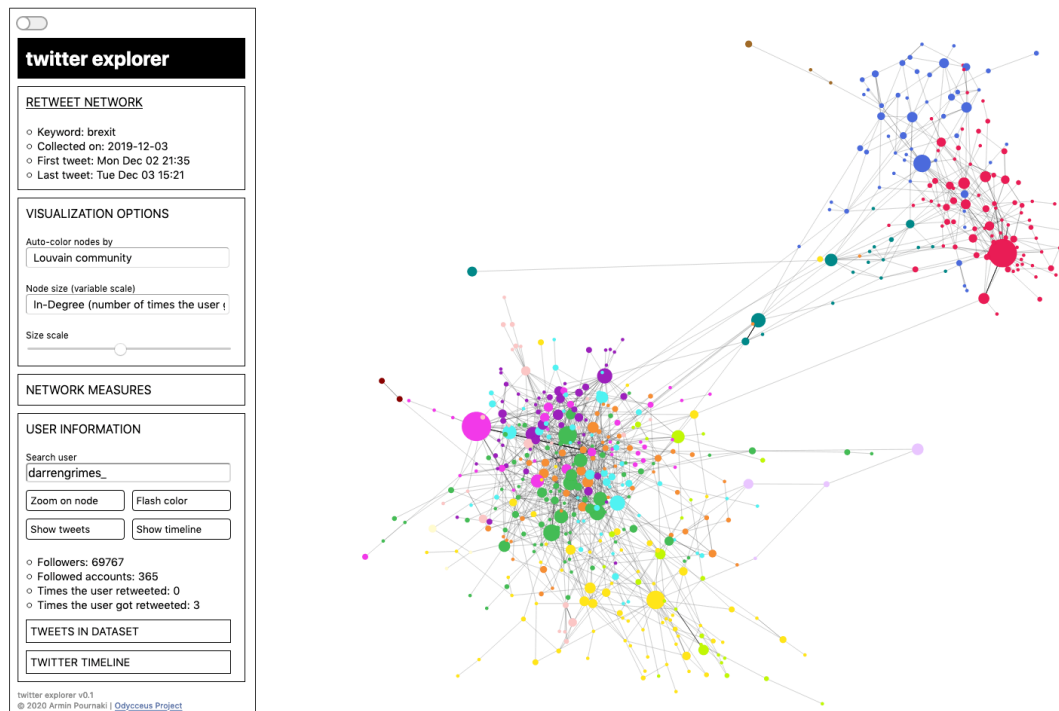 twitter explorer
RETWEET NETWORK
Keyword: brexit
Collected on: 2019-12-03
First tweet: Mon Dec 02 21:35
Last tweet: Tue Dec 03 15:21
VISUALIZATION OPTIONS
Auto-color nodes by
Louvain community
Node size (variable scale)
In-Degree (number of times the user g
Size scale
NETWORK MEASURES
USER INFORMATION
Search user
darrengrimes_
Zoom on node Flash color
Show tweets Show timeline
Followers: 69767
Followed accounts: 365
Times the user retweeted: 0
Times the user got retweeted: 3
TWEETS IN DATASET
TWITTER TIMELINE
twitter explorer v0.1
© 2020 Armin Pournaki | Odycceus Project